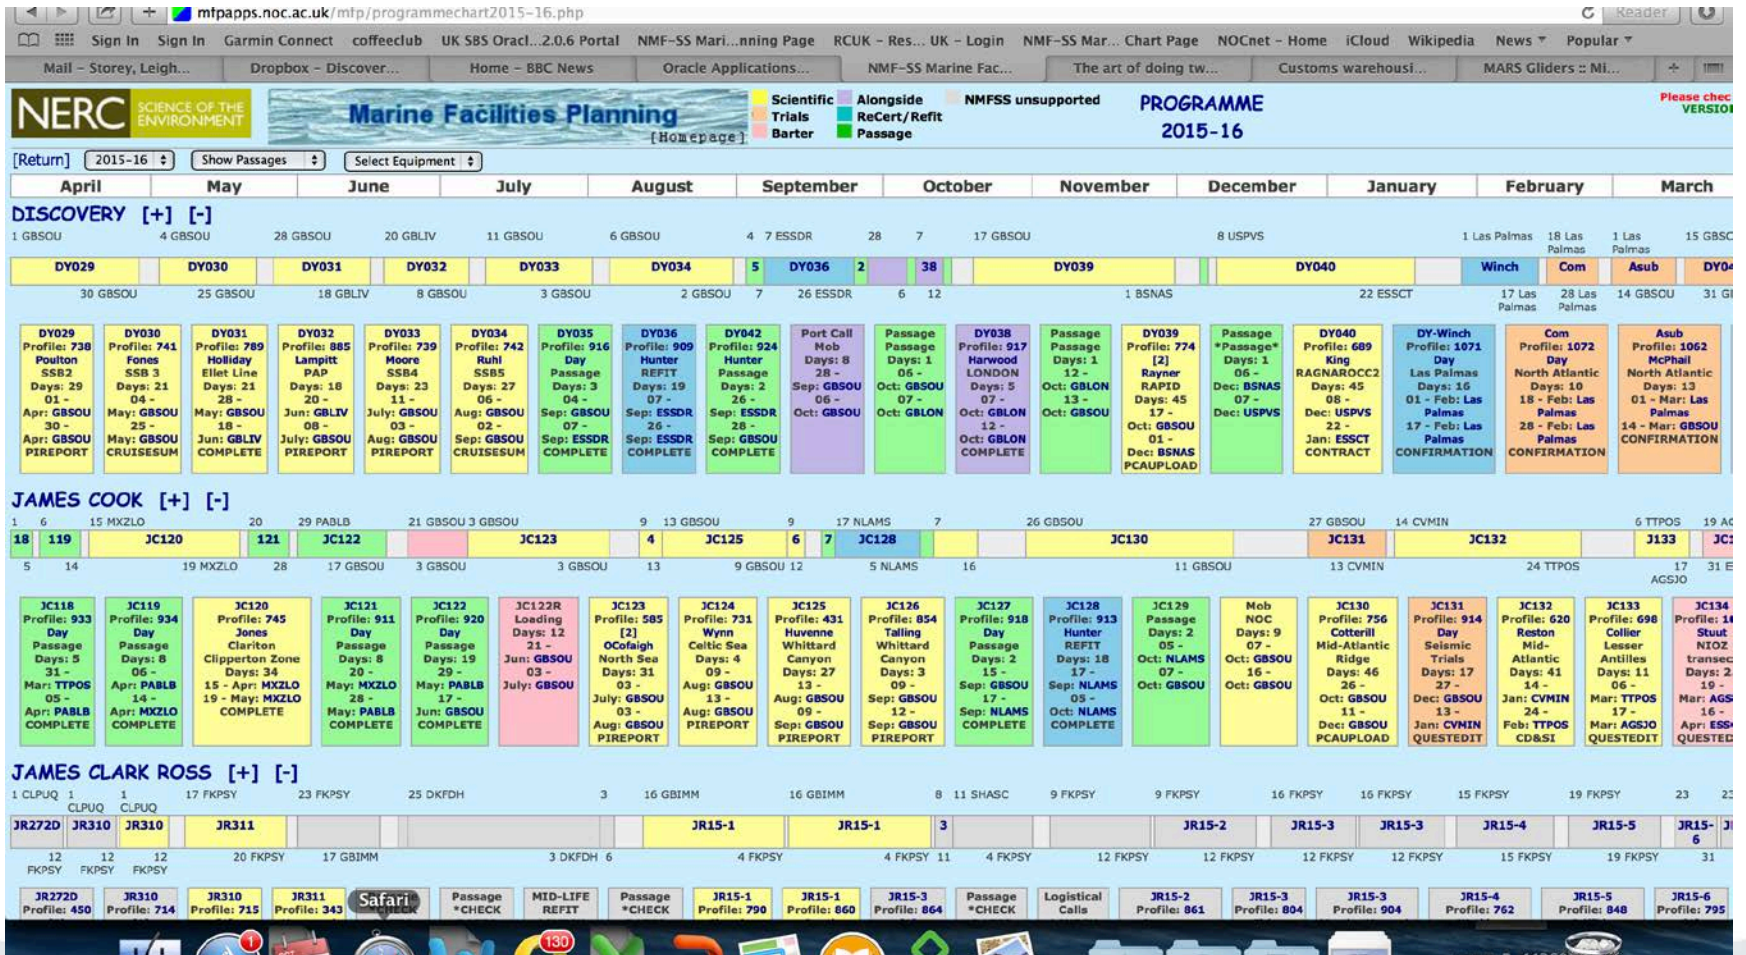 mfpapps.noc.ac.uk/mfp/programmechart2015-16.php Reader
Sign In Sign In Garmin Connect coffeeclub UK SBS Oracl...2.0.6 Portal NMF-SS Mari...nning Page RCUK - Res... UK - Login NMF-SS Mar... Chart Page NOCnet - Home iCloud Wikipedia News Popular
Mail - Storey, Leigh... Dropbox - Discover... Home - BBC News Oracle Applications... NMF-SS Marine Fac... The art of doing tw... Customs warehousi... MARS Gliders :: Mi...
NERC SCIENCE OF THE ENVIRONMENT
Marine Facilities Planning
[Homepage]
Scientific Alongside NMFSS unsupported
Trials ReCert/Refit
Barter Passage
PROGRAMME
2015-16
Please chec
VERSION
[Return] 2015-16 Show Passages Select Equipment
April May June July August September October November December January February March
DISCOVERY [+] [-]
1 GBSOU 4 GBSOU 28 GBSOU 20 GBLIV 11 GBSOU 6 GBSOU 4 7 ESSDR 28 7 17 GBSOU 8 USPVS 1 Las Palmas 18 Las Palmas 1 Las Palmas 15 GBSO
DY029 DY030 DY031 DY032 DY033 DY034 5 DY036 2 38 DY039 DY040 Winch Com Asub DY04
30 GBSOU 25 GBSOU 18 GBLIV 8 GBSOU 3 GBSOU 2 GBSOU 7 26 ESSDR 6 12 1 BSNAS 22 ESSCT 17 Las Palmas 28 Las Palmas 14 GBSOU 31 G
DY029 Profile: 738 Poulton SSB2 Days: 29 01 - Apr: GBSOU 30 - Apr: GBSOU PIREPORT
DY030 Profile: 741 Fones SSB 3 Days: 21 04 - May: GBSOU 25 - May: GBSOU CRUISESUM
DY031 Profile: 789 Holliday Ellet Line Days: 21 28 - May: GBSOU 18 - Jun: GBLIV COMPLETE
DY032 Profile: 885 Lampitt PAP Days: 18 20 - Jun: GBLIV 08 - July: GBSOU PIREPORT
DY033 Profile: 739 Moore SSB4 Days: 23 11 - July: GBSOU 03 - Aug: GBSOU PIREPORT
DY034 Profile: 742 Ruhl SSB5 Days: 27 06 - Aug: GBSOU 02 - Sep: GBSOU CRUISESUM
DY035 Profile: 916 Day Passage Days: 3 04 - Sep: GBSOU 07 - Sep: ESSDR COMPLETE
DY036 Profile: 909 Hunter REFIT Days: 19 07 - Sep: ESSDR 26 - Sep: ESSDR COMPLETE
DY042 Profile: 924 Hunter Passage Days: 2 26 - Sep: ESSDR 28 - Sep: GBSOU COMPLETE
Port Call Mob Days: 8 28 - Sep: GBSOU 06 - Oct: GBSOU
Passage Passage Days: 1 06 - Oct: GBSOU 07 - Oct: GBLON
DY038 Profile: 917 Harwood LONDON Days: 5 07 - Oct: GBLON 12 - Oct: GBLON COMPLETE
Passage Passage Days: 1 12 - Oct: GBLON 13 - Oct: GBSOU
DY039 Profile: 774 [2] Rayner RAPID Days: 45 17 - Oct: GBSOU 01 - Dec: BSNAS PCAUPLOAD
Passage *Passage* Days: 1 06 - Dec: BSNAS 07 - Dec: USPVS
DY040 Profile: 689 King RAGNAROCC2 Days: 45 08 - Dec: USPVS 22 - Jan: ESSCT CONTRACT
DY-Winch Profile: 1071 Day Las Palmas Days: 16 01 - Feb: Las Palmas 17 - Feb: Las Palmas CONFIRMATION
Com Profile: 1072 Day North Atlantic Days: 10 18 - Feb: Las Palmas 28 - Feb: Las Palmas CONFIRMATION
Asub Profile: 1062 McPhail North Atlantic Days: 13 01 - Mar: Las Palmas 14 - Mar: GBSOU CONFIRMATION
JAMES COOK [+] [-]
1 6 15 MXZLO 20 29 PABLB 21 GBSOU 3 GBSOU 9 13 GBSOU 9 17 NLAMS 7 26 GBSOU 27 GBSOU 14 CVMIN 6 TTPOS 19 AG
18 119 JC120 121 JC122 JC123 4 JC125 6 7 JC128 JC130 JC131 JC132 J133 JC1
5 14 19 MXZLO 28 17 GBSOU 3 GBSOU 3 GBSOU 13 9 GBSOU 12 5 NLAMS 16 11 GBSOU 13 CVMIN 24 TTPOS 17 AGSJO 31 E
JC118 Profile: 933 Day Passage Days: 5 31 - Mar: TTPOS 05 - Apr: PABLB COMPLETE
JC119 Profile: 934 Day Passage Days: 8 06 - Apr: PABLB 14 - Apr: MXZLO COMPLETE
JC120 Profile: 745 Jones Clariton Clipperton Zone Days: 34 15 - Apr: MXZLO 19 - May: MXZLO COMPLETE
JC121 Profile: 911 Day Passage Days: 8 20 - May: MXZLO 28 - May: PABLB COMPLETE
JC122 Profile: 920 Day Passage Days: 19 29 - May: PABLB 17 - Jun: GBSOU COMPLETE
JC122R Loading Days: 12 21 - Jun: GBSOU 03 - July: GBSOU
JC123 Profile: 585 [2] OCofaigh North Sea Days: 31 03 - July: GBSOU 03 - Aug: GBSOU PIREPORT
JC124 Profile: 731 Wynn Celtic Sea Days: 4 09 - Aug: GBSOU 13 - Aug: GBSOU PIREPORT
JC125 Profile: 431 Huvenne Whittard Canyon Days: 27 13 - Aug: GBSOU 09 - Sep: GBSOU PIREPORT
JC126 Profile: 854 Talling Whittard Canyon Days: 3 09 - Sep: GBSOU 12 - Sep: GBSOU PIREPORT
JC127 Profile: 918 Day Passage Days: 2 15 - Sep: GBSOU 17 - Sep: NLAMS COMPLETE
JC128 Profile: 913 Hunter REFIT Days: 18 17 - Sep: NLAMS 05 - Oct: NLAMS COMPLETE
JC129 Passage Days: 2 05 - Oct: NLAMS 07 - Oct: GBSOU
Mob NOC Days: 9 07 - Oct: GBSOU 16 - Oct: GBSOU
JC130 Profile: 756 Cotterill Mid-Atlantic Ridge Days: 46 26 - Oct: GBSOU 11 - Dec: GBSOU PCAUPLOAD
JC131 Profile: 914 Day Seismic Trials Days: 17 27 - Dec: GBSOU 13 - Jan: CVMIN QUESTEDIT
JC132 Profile: 620 Reston Mid- Atlantic Days: 41 14 - Jan: CVMIN 24 - Feb: TTPOS CD&SI
JC133 Profile: 698 Collier Lesser Antilles Days: 11 06 - Mar: TTPOS 17 - Mar: AGSJO QUESTEDIT
JC134 Profile: 10 Stuut NIOZ transec Days: 2 19 - Mar: AGS 16 - Apr: ESS QUESTED
JAMES CLARK ROSS [+] [-]
1 CLPUQ 1 CLPUQ 1 CLPUQ 17 FKPSY 23 FKPSY 25 DKFDH 3 16 GBIMM 16 GBIMM 8 11 SHASC 9 FKPSY 9 FKPSY 16 FKPSY 16 FKPSY 15 FKPSY 19 FKPSY 23 23
JR272D JR310 JR310 JR311 JR15-1 JR15-1 3 JR15-2 JR15-3 JR15-3 JR15-4 JR15-5 JR15-6
12 FKPSY 12 FKPSY 12 FKPSY 20 FKPSY 17 GBIMM 3 DKFDH 6 4 FKPSY 4 FKPSY 11 4 FKPSY 12 FKPSY 12 FKPSY 12 FKPSY 12 FKPSY 15 FKPSY 19 FKPSY 31
JR272D Profile: 450
JR310 Profile: 714
JR310 Profile: 715
JR311 Profile: 343
Safari *CHECK
Passage *CHECK
MID-LIFE REFIT
Passage *CHECK
JR15-1 Profile: 790
JR15-1 Profile: 860
JR15-3 Profile: 864
Passage *CHECK
Logistical Calls
JR15-2 Profile: 861
JR15-3 Profile: 804
JR15-3 Profile: 904
JR15-4 Profile: 762
JR15-5 Profile: 848
JR15-6 Profile: 795
1 130